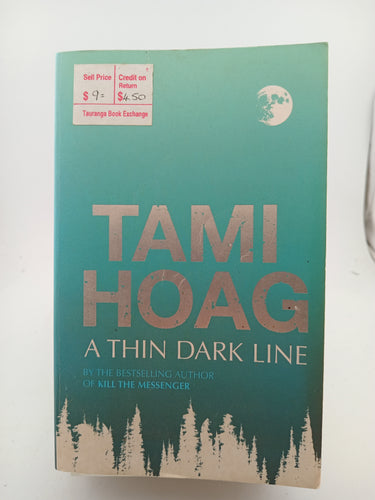 Sell Price
Credit on
Return
$ 9= $4.50
Tauranga Book Exchange
TAMI
HOAG
A THIN DARK LINE
BY THE BESTSELLING AUTHOR
OF KILL THE MESSENGER